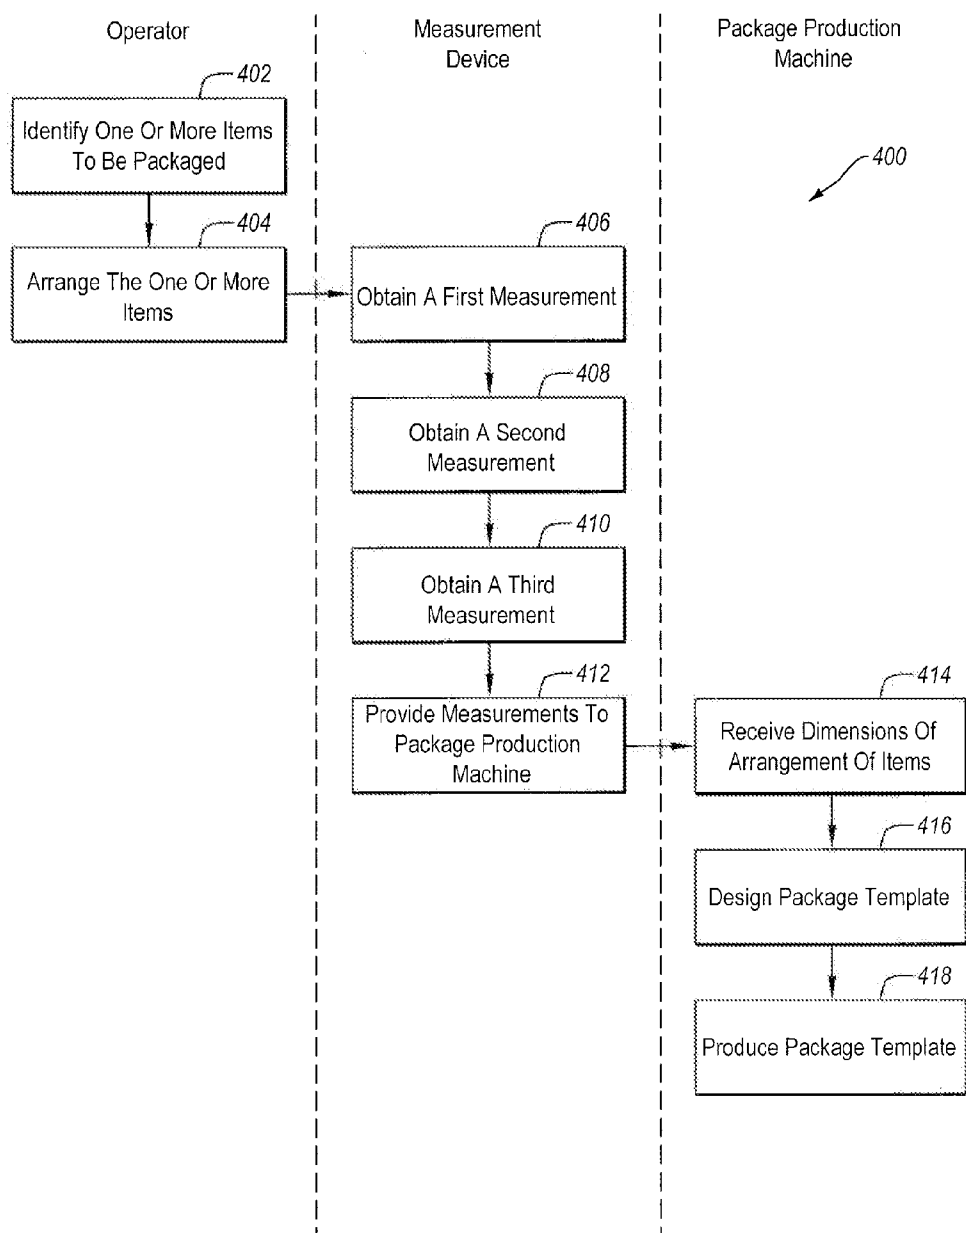 Operator
Measurement
Device
Package Production
Machine
402
Identify One Or More Items
To Be Packaged
400
404
Arrange The One Or More
Items
406
Obtain A First Measurement
408
Obtain A Second
Measurement
410
Obtain A Third
Measurement
412
Provide Measurements To
Package Production
Machine
414
Receive Dimensions Of
Arrangement Of Items
416
Design Package Template
418
Produce Package Template